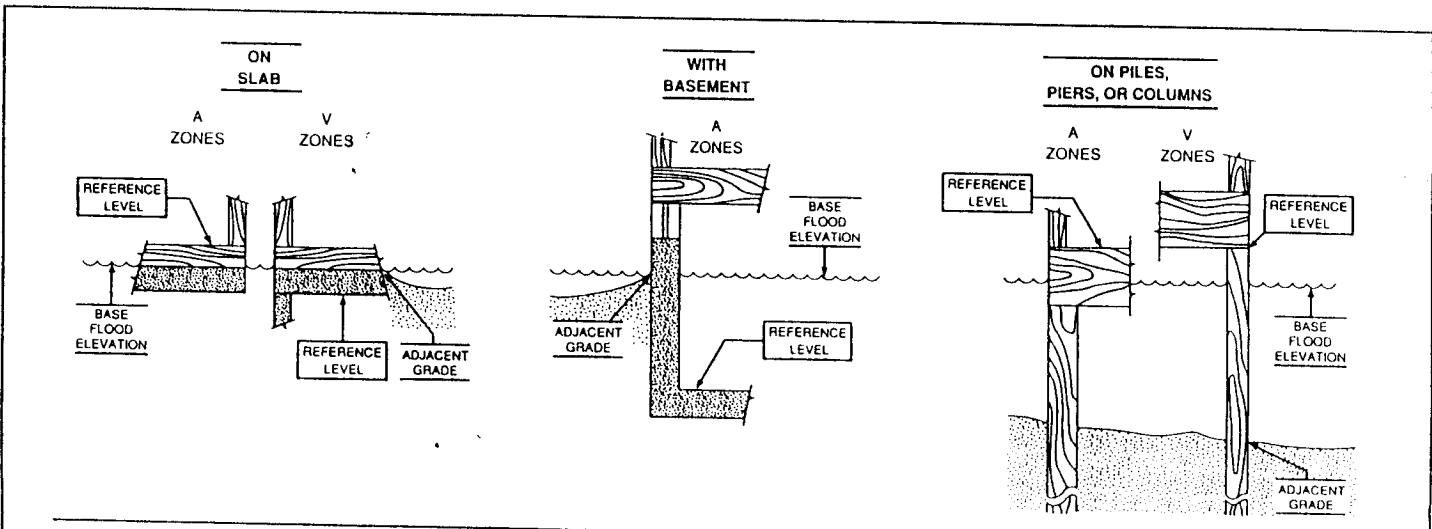 ON
SLAB
A
ZONES
V
ZONES
REFERENCE
LEVEL
BASE
FLOOD
ELEVATION
REFERENCE
LEVEL
ADJACENT
GRADE
WITH
BASEMENT
A
ZONES
BASE
FLOOD
ELEVATION
ADJACENT
GRADE
REFERENCE
LEVEL
ON PILES,
PIERS, OR COLUMNS
A
ZONES
V
ZONES
REFERENCE
LEVEL
REFERENCE
LEVEL
BASE
FLOOD
ELEVATION
ADJACENT
GRADE